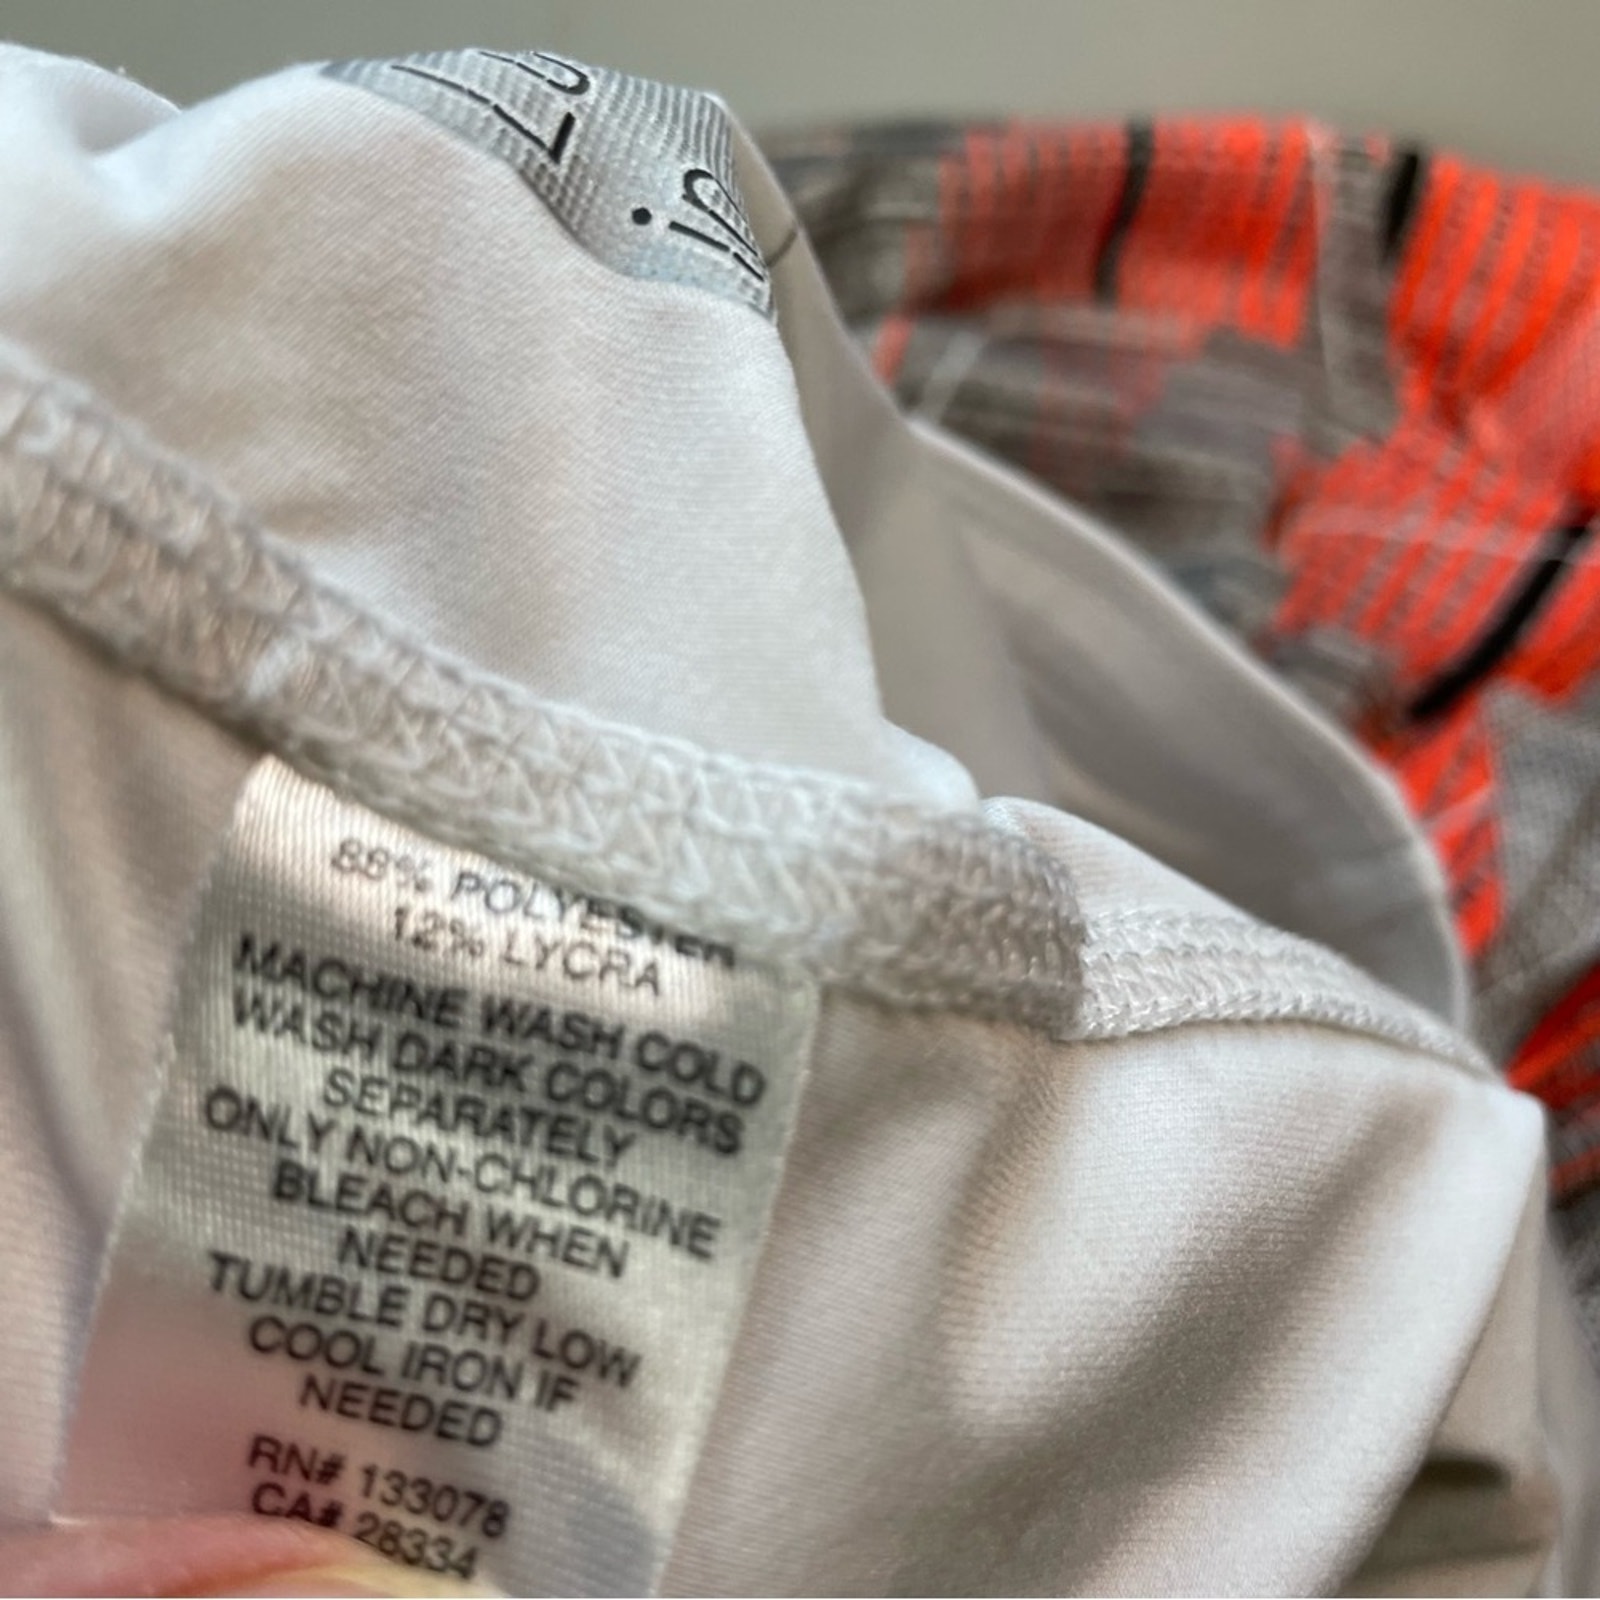 88% POLYESTER
12% LYCRA
MACHINE WASH COLD
WASH DARK COLORS
SEPARATELY
ONLY NON-CHLORINE
BLEACH WHEN
NEEDED
TUMBLE DRY LOW
COOL IRON IF
NEEDED
RN# 133078
CA# 28334